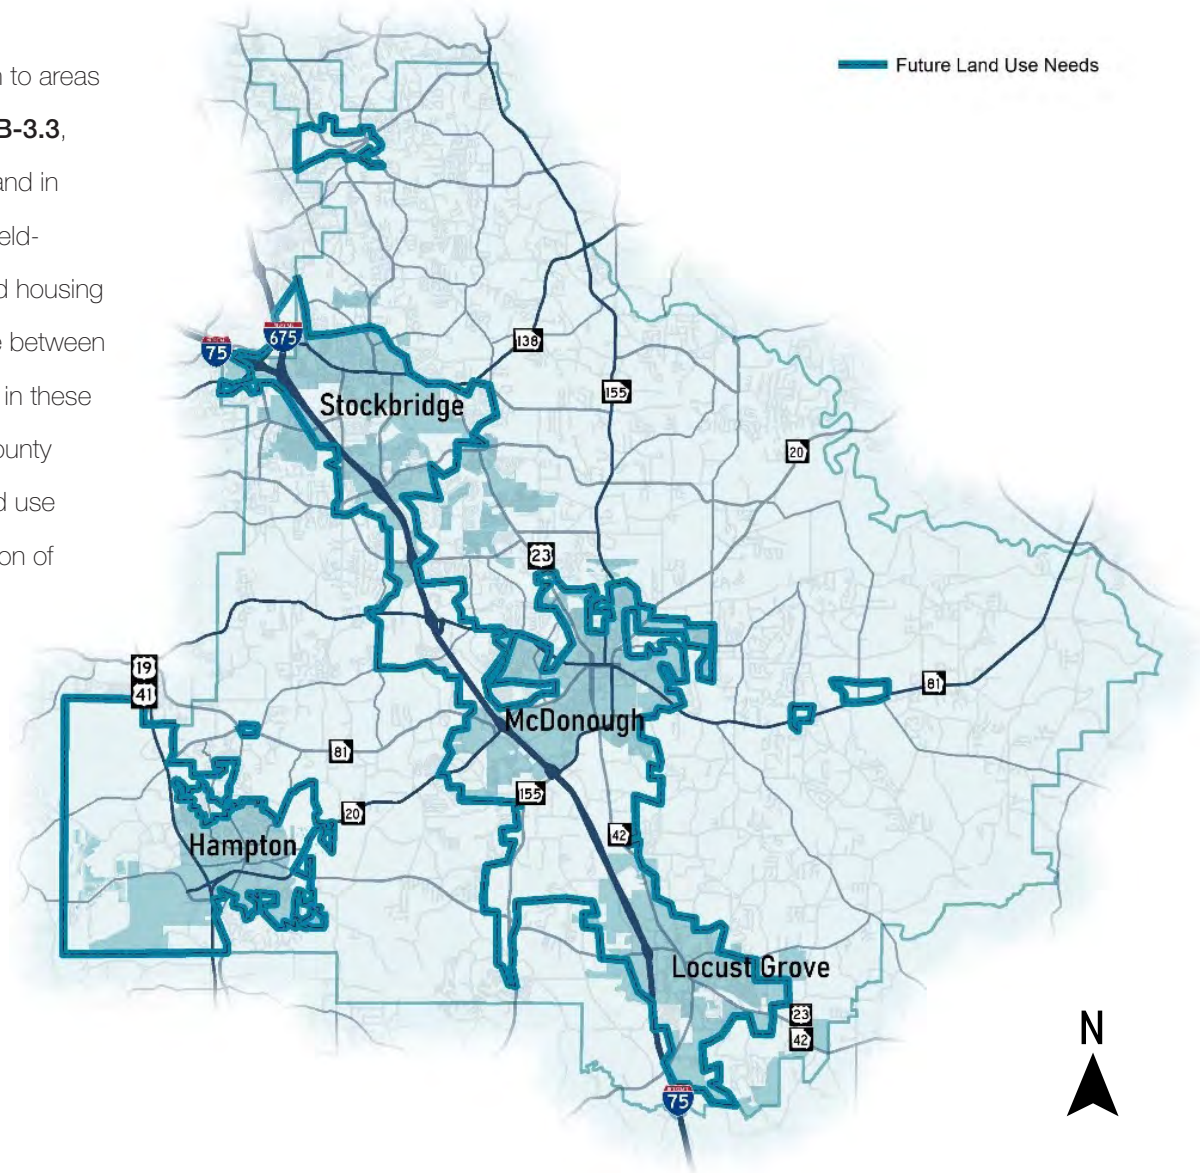 n to areas
B-3.3,
and in
eld-
d housing
e between
in these
ounty
d use
on of
Future Land Use Needs
675
75
138
Stockbridge
155
20
23
19
41
81
McDonough
81
155
20
42
Hampton
Locust Grove
23
42
75
N